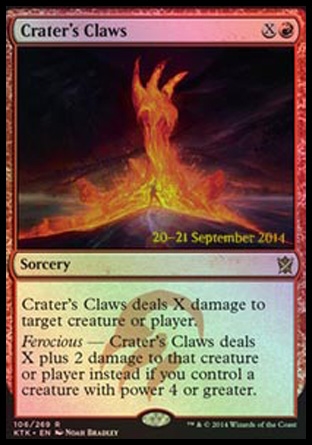 Crater's Claws XR
20–21 September 2014
Sorcery
Crater's Claws deals X damage to
target creature or player.
Ferocious — Crater's Claws deals
X plus 2 damage to that creature
or player instead if you control a
creature with power 4 or greater.
106/269 R
KTK • EN Noah Bradley ™ & © 2014 Wizards of the Coast